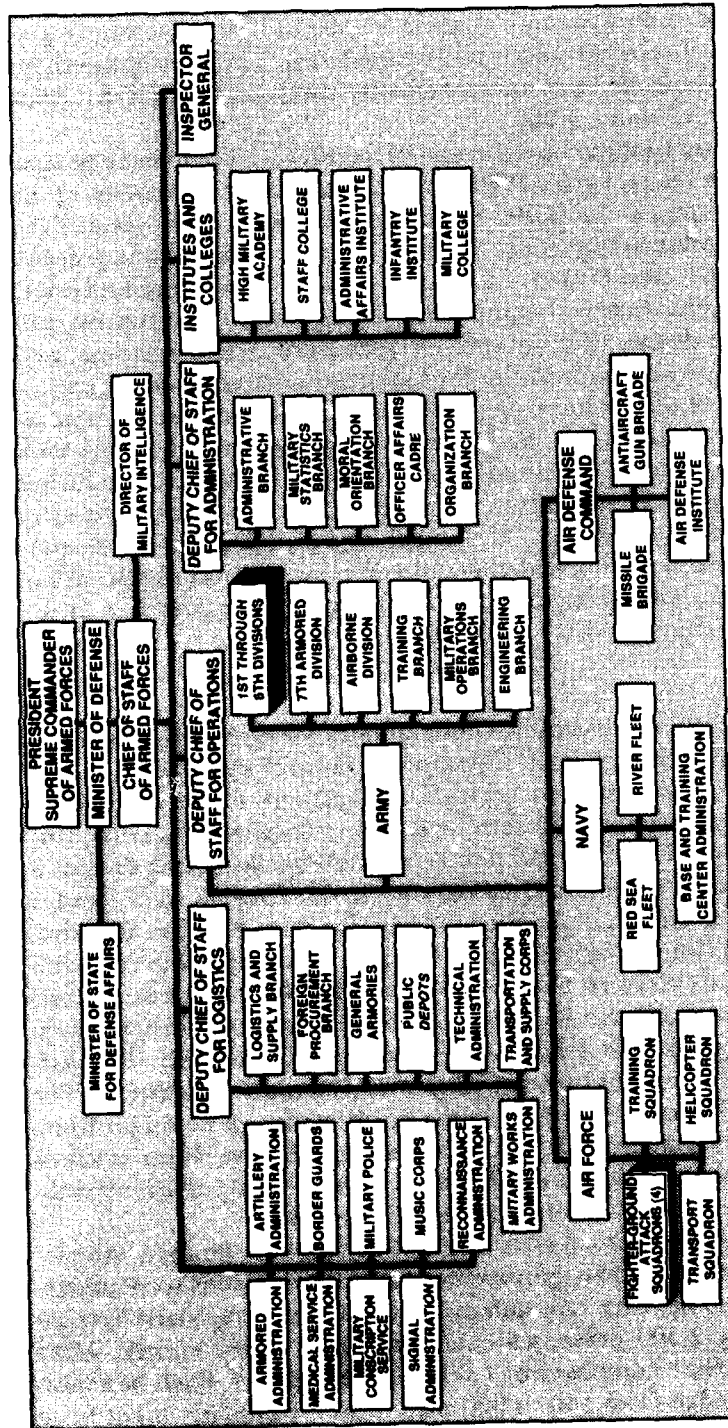 PRESIDENT
SUPREME COMMANDER
OF ARMED FORCES
MINISTER OF STATE
FOR DEFENSE AFFAIRS
MINISTER OF DEFENSE
CHIEF OF STAFF
OF ARMED FORCES
DIRECTOR OF
MILITARY INTELLIGENCE
DEPUTY CHIEF OF STAFF
FOR LOGISTICS
DEPUTY CHIEF OF
STAFF FOR OPERATIONS
DEPUTY CHIEF OF STAFF
FOR ADMINISTRATION
INSTITUTES AND
COLLEGES
INSPECTOR
GENERAL
ARMORED
ADMINISTRATION
ARTILLERY
ADMINISTRATION
MEDICAL SERVICE
ADMINISTRATION
BORDER GUARDS
MILITARY
CONSCRIPTION
SERVICE
MILITARY POLICE
SIGNAL
ADMINISTRATION
MUSIC CORPS
RECONNAISSANCE
ADMINISTRATION
LOGISTICS AND
SUPPLY BRANCH
FOREIGN
PROCUREMENT
BRANCH
GENERAL
ARMORIES
PUBLIC
DEPOTS
TECHNICAL
ADMINISTRATION
TRANSPORTATION
AND SUPPLY CORPS
MITARY WORKS
ADMINISTRATION
ARMY
1ST THROUGH
5TH DIVISIONS
7TH ARMORED
DIVISION
AIRBORNE
DIVISION
TRAINING
BRANCH
MILITARY
OPERATIONS
BRANCH
ENGINEERING
BRANCH
ADMINISTRATIVE
BRANCH
MILITARY
STATISTICS
BRANCH
MORAL
ORIENTATION
BRANCH
OFFICER AFFAIRS
CADRE
ORGANIZATION
BRANCH
HIGH MILITARY
ACADEMY
STAFF COLLEGE
ADMINISTRATIVE
AFFAIRS INSTITUTE
INFANTRY
INSTITUTE
MILITARY
COLLEGE
AIR FORCE
FIGHTER-GROUND
ATTACK
SQUADRONS (4)
TRAINING
SQUADRON
TRANSPORT
SQUADRON
HELICOPTER
SQUADRON
NAVY
RED SEA
FLEET
RIVER FLEET
BASE AND TRAINING
CENTER ADMINISTRATION
AIR DEFENSE
COMMAND
MISSILE
BRIGADE
ANTIAIRCRAFT
GUN BRIGADE
AIR DEFENSE
INSTITUTE